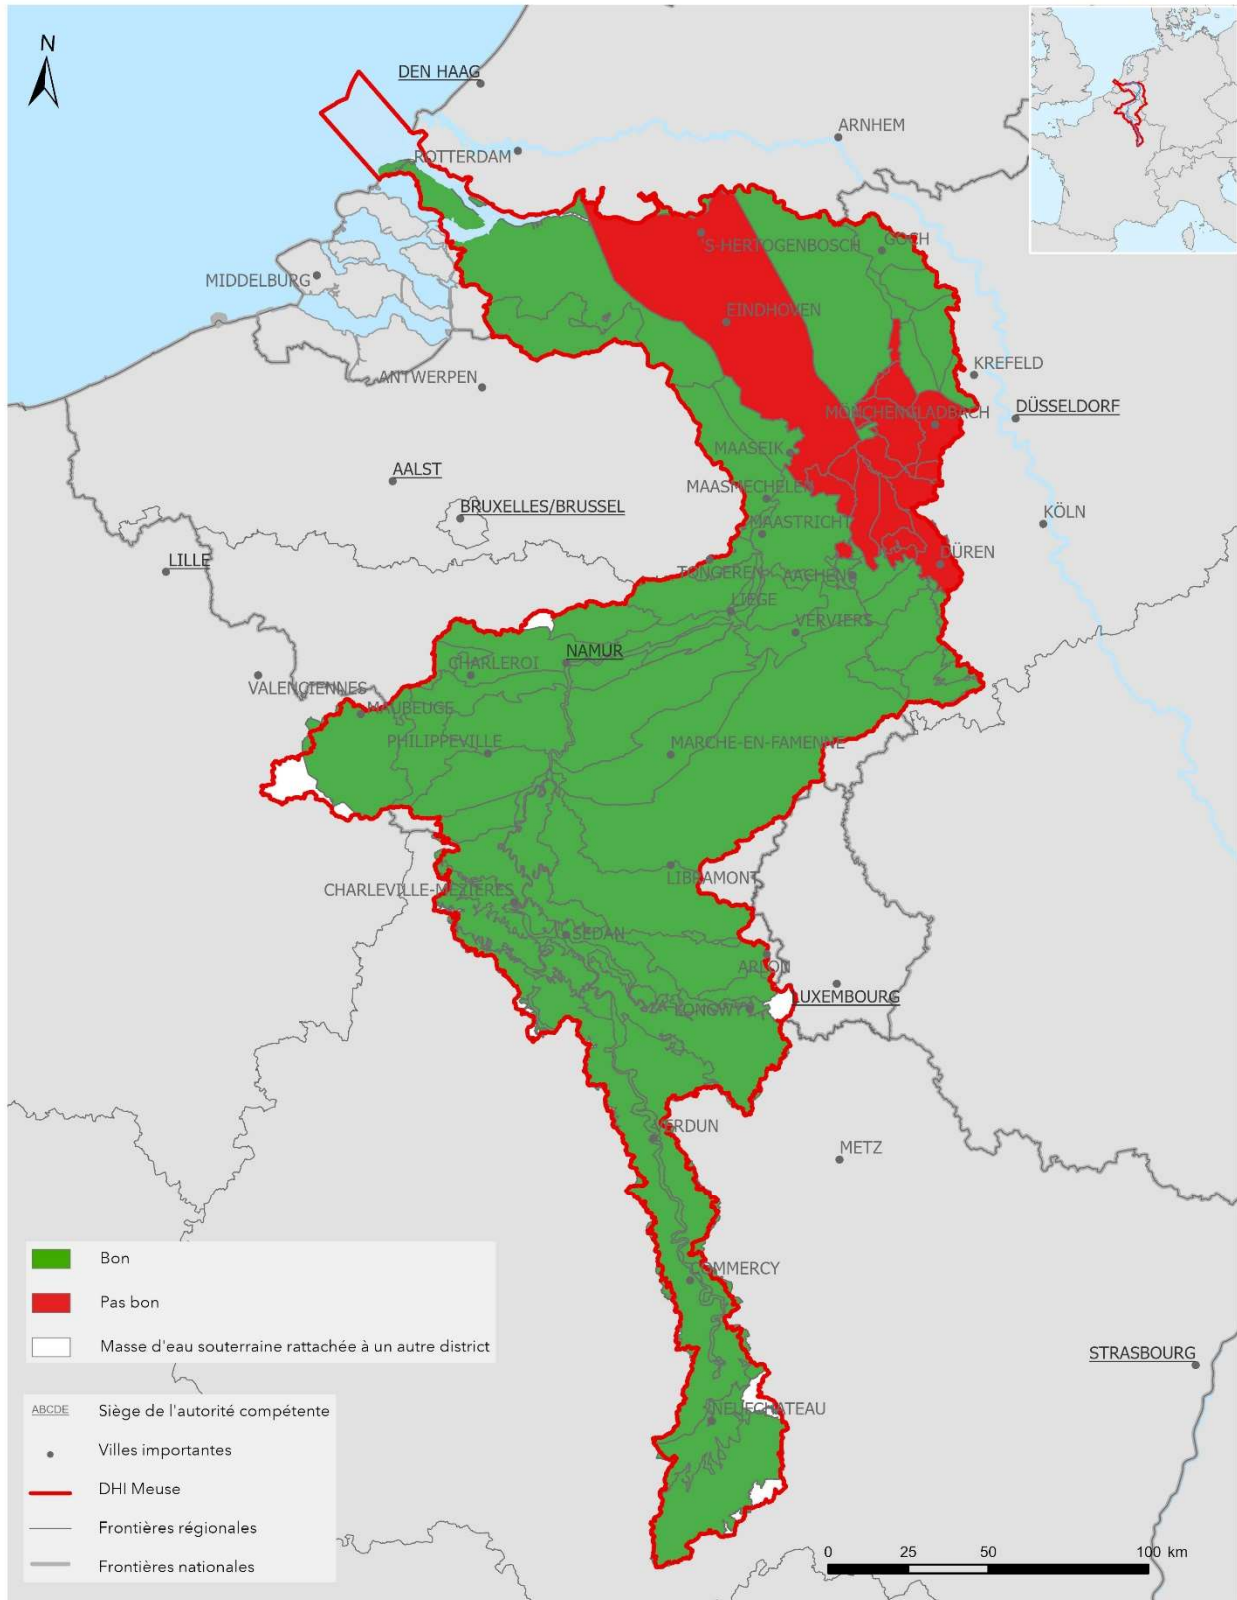 N
DEN HAAG
ARNHEM
ROTTERDAM
'S-HERTOGENBOSCH
GOCH
MIDDELBURG
EINDHOVEN
KREFELD
ANTWERPEN
DÜSSELDORF
MÖNCHENGLADBACH
MAASEIK
AALST
MAASMECHELEN
BRUXELLES/BRUSSEL
KÖLN
MAASTRICHT
LILLE
TONGEREN
AACHEN
DÜREN
LIEGE
VERVIERS
NAMUR
CHARLEROI
VALENCIENNES
MAUBEUGE
PHILIPPEVILLE
MARCHE-EN-FAMENNE
LIBRAMONT
CHARLEVILLE-MEZIERES
SEDAN
ARLON
LUXEMBOURG
LONGWY
VERDUN
METZ
COMMERCY
STRASBOURG
NEUFCHATEAU
Bon
Pas bon
Masse d'eau souterraine rattachée à un autre district
ABCDE Siège de l'autorité compétente
Villes importantes
DHI Meuse
Frontières régionales
Frontières nationales
0 25 50 100 km